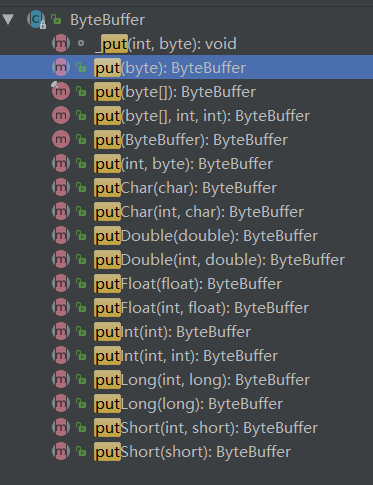 ByteBuffer
_put(int, byte): void
put(byte): ByteBuffer
put(byte[]): ByteBuffer
put(byte[], int, int): ByteBuffer
put(ByteBuffer): ByteBuffer
put(int, byte): ByteBuffer
putChar(char): ByteBuffer
putChar(int, char): ByteBuffer
putDouble(double): ByteBuffer
putDouble(int, double): ByteBuffer
putFloat(float): ByteBuffer
putFloat(int, float): ByteBuffer
putInt(int): ByteBuffer
putInt(int, int): ByteBuffer
putLong(int, long): ByteBuffer
putLong(long): ByteBuffer
putShort(int, short): ByteBuffer
putShort(short): ByteBuffer